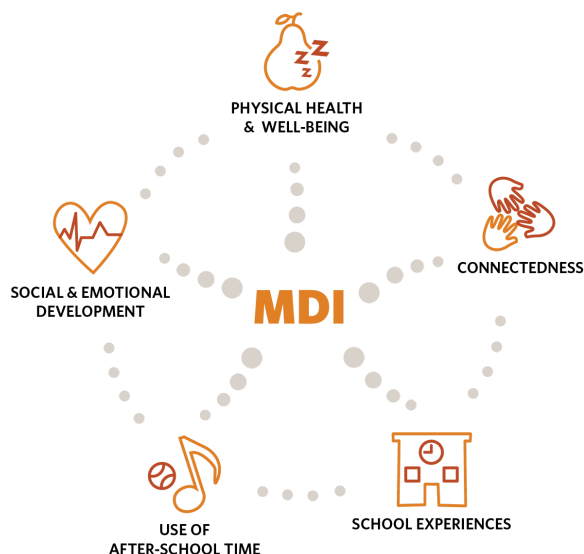 Z
Z
Z
PHYSICAL HEALTH
& WELL-BEING
CONNECTEDNESS
SOCIAL & EMOTIONAL
DEVELOPMENT
MDI
SCHOOL EXPERIENCES
USE OF
AFTER-SCHOOL TIME